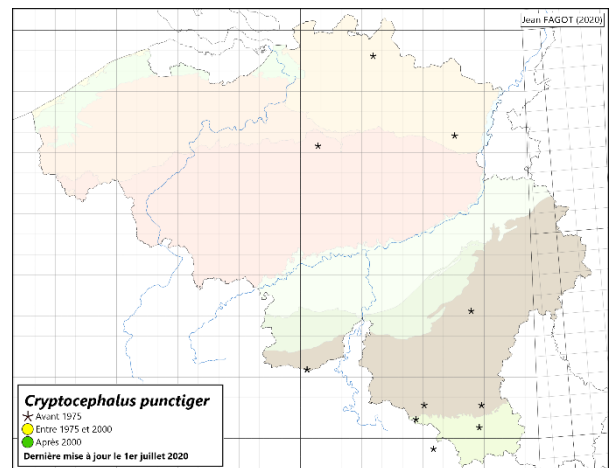 Jean FAGOT (2020)
Cryptocephalus punctiger
Avant 1975
Entre 1975 et 2000
Après 2000
Dernière mise à jour le 1er juillet 2020